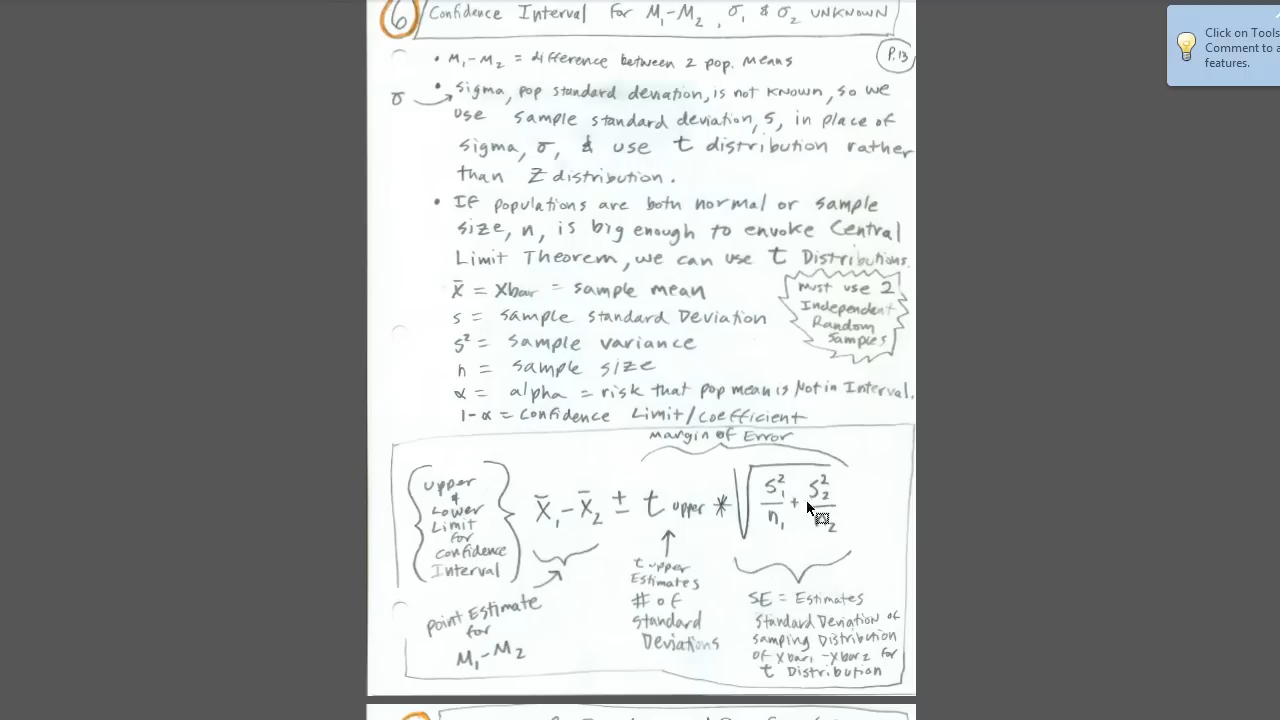 6 Confidence Interval for M₁-M₂, σ₁ & σ₂ UNKNOWN
P.13
• M₁-M₂ = difference between 2 pop. Means
σ → • sigma, pop standard deviation, is not KNOWN, so we
use sample standard deviation, s, in place of
sigma, σ, & use t distribution rather
than Z distribution.
• If populations are both normal or sample
size, n, is big enough to envoke Central
Limit Theorem, we can use t Distributions.
x̄ = Xbar = sample mean
s = sample standard Deviation
s² = sample variance
n = sample size
Must use 2
Independent
Random
Samples
α = alpha = risk that pop mean is Not in Interval.
1-α = Confidence Limit/Coefficient
Margin of Error
Upper
&
Lower
Limit
for
Confidence
Interval
x̄₁-x̄₂ ± t upper * √(s₁²/n₁ + s₂²/n₂)
Point Estimate
for
M₁-M₂
t upper
Estimates
# of
Standard
Deviations
SE = Estimates
Standard Deviation of
Samping Distribution
of Xbar₁-Xbar₂ for
t Distribution
Click on Tools
Comment to a
features.